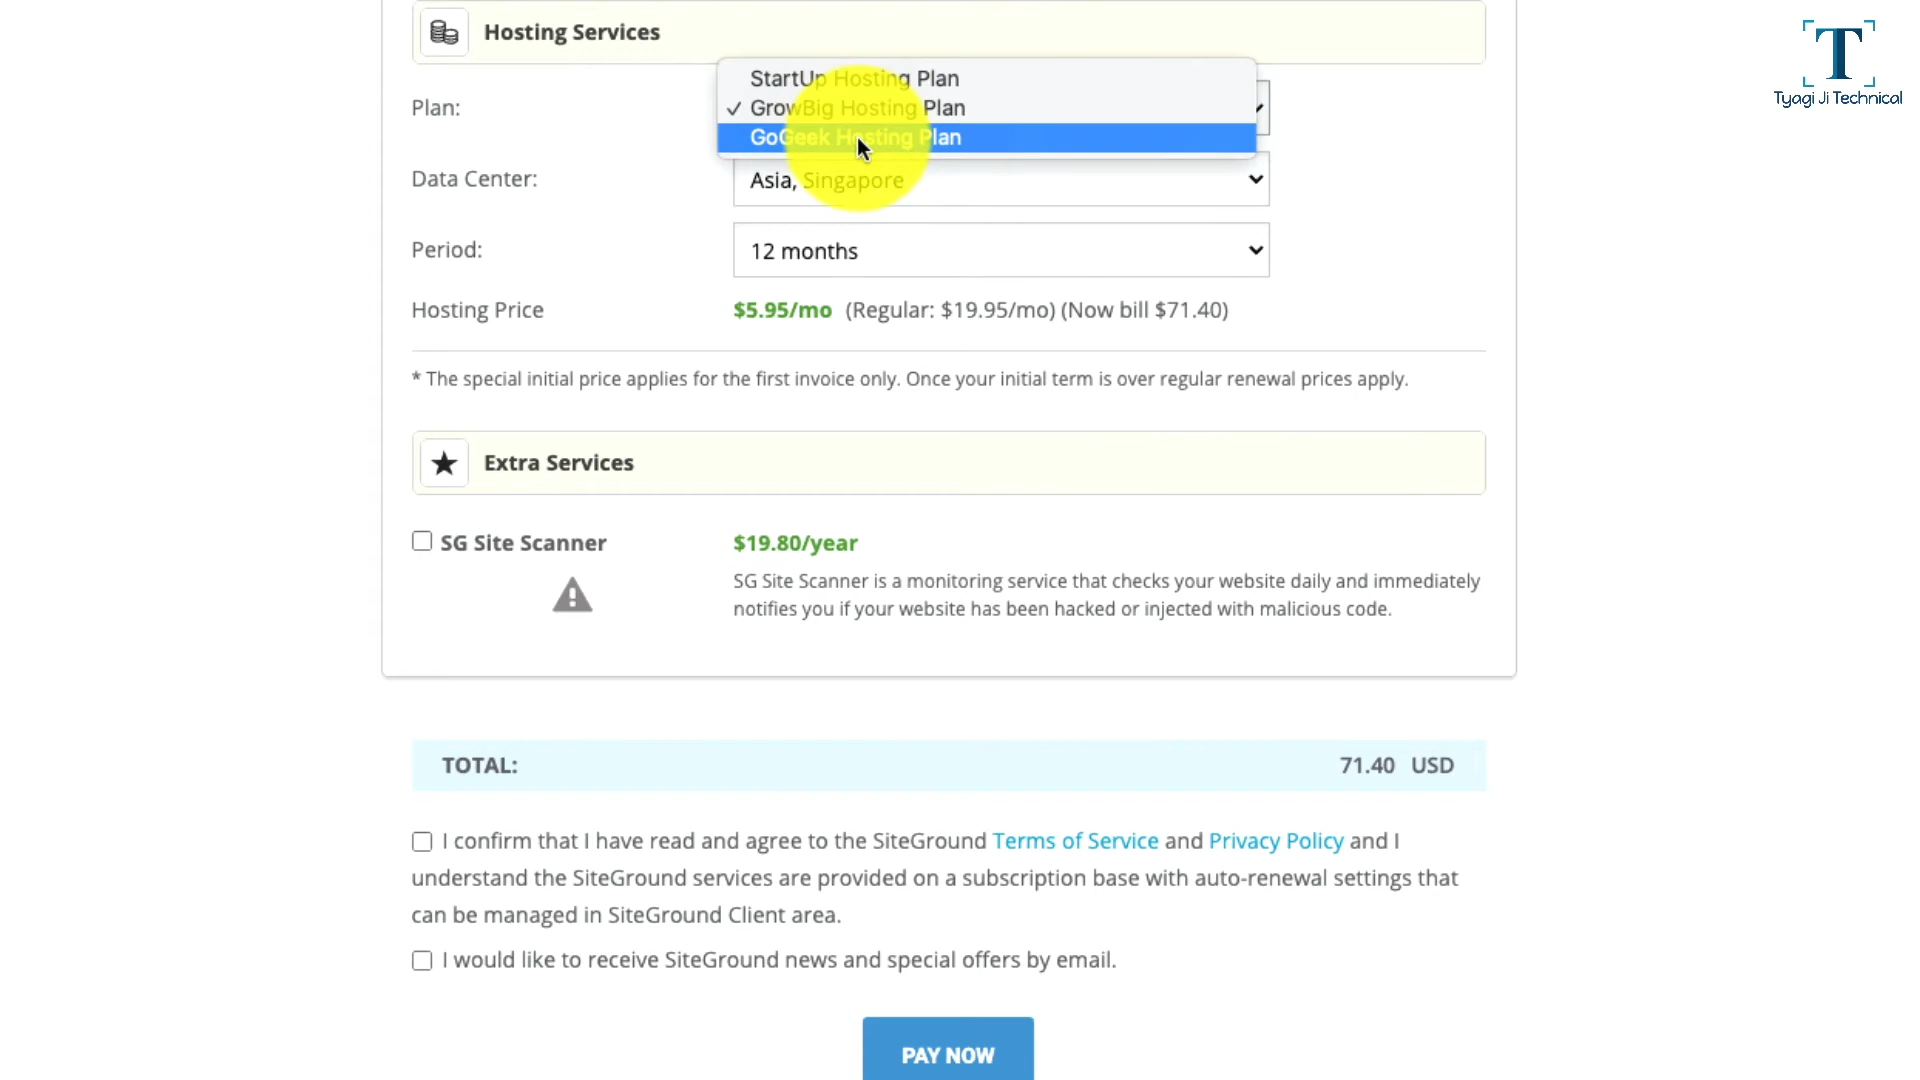 Hosting Services
StartUp Hosting Plan
Plan:
✓ GrowBig Hosting Plan
GoGeek Hosting Plan
Data Center:
Asia, Singapore
Period:
12 months
Hosting Price
$5.95/mo (Regular: $19.95/mo) (Now bill $71.40)
* The special initial price applies for the first invoice only. Once your initial term is over regular renewal prices apply.
Extra Services
SG Site Scanner
$19.80/year
SG Site Scanner is a monitoring service that checks your website daily and immediately
notifies you if your website has been hacked or injected with malicious code.
TOTAL:
71.40 USD
I confirm that I have read and agree to the SiteGround Terms of Service and Privacy Policy and I
understand the SiteGround services are provided on a subscription base with auto-renewal settings that
can be managed in SiteGround Client area.
I would like to receive SiteGround news and special offers by email.
PAY NOW
T
Tyagi Ji Technical